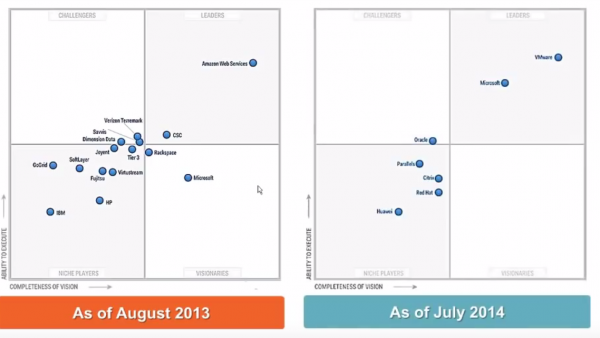 CHALLENGERS
LEADERS
Amazon Web Services
Verizon Terremark
Savvis
Dimension Data
CSC
Joyent
Tier 3
Rackspace
GoGrid
SoftLayer
Fujitsu
Virtustream
Microsoft
HP
IBM
ABILITY TO EXECUTE
NICHE PLAYERS
VISIONARIES
COMPLETENESS OF VISION
As of August 2013
CHALLENGERS
LEADERS
VMware
Microsoft
Oracle
Parallels
Citrix
Red Hat
Huawei
ABILITY TO EXECUTE
NICHE PLAYERS
VISIONARIES
COMPLETENESS OF VISION
As of July 2014